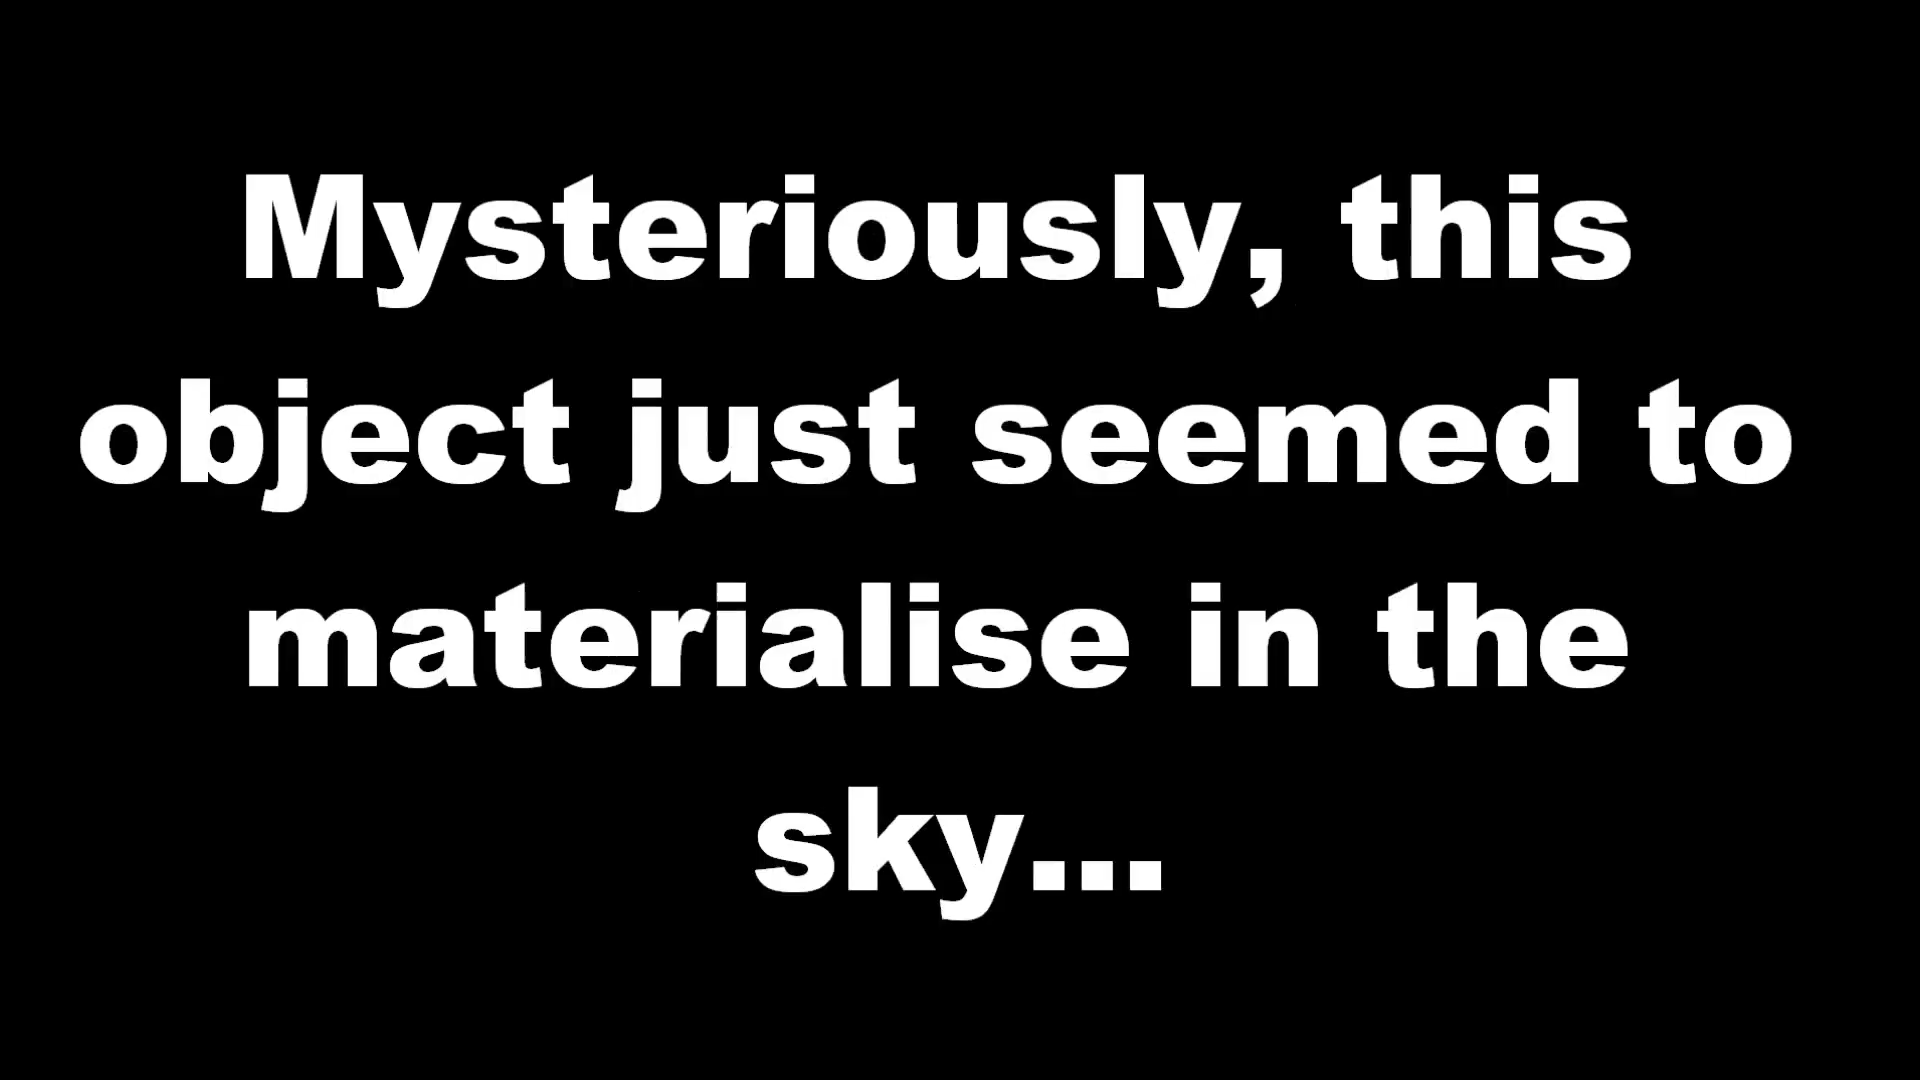 Mysteriously, this
object just seemed to
materialise in the
sky...